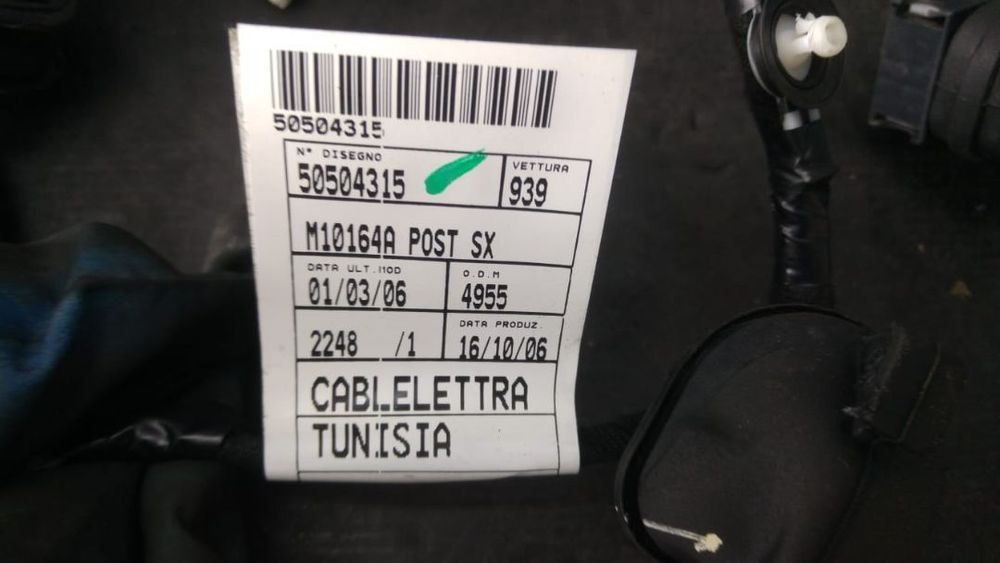 50504315
N° DISEGNO
50504315
VETTURA
939
M10164A POST SX
DATA ULT.MOD
01/03/06
O.D.M
4955
2248 /1
DATA PRODUZ.
16/10/06
CABLELETTRA
TUNISIA